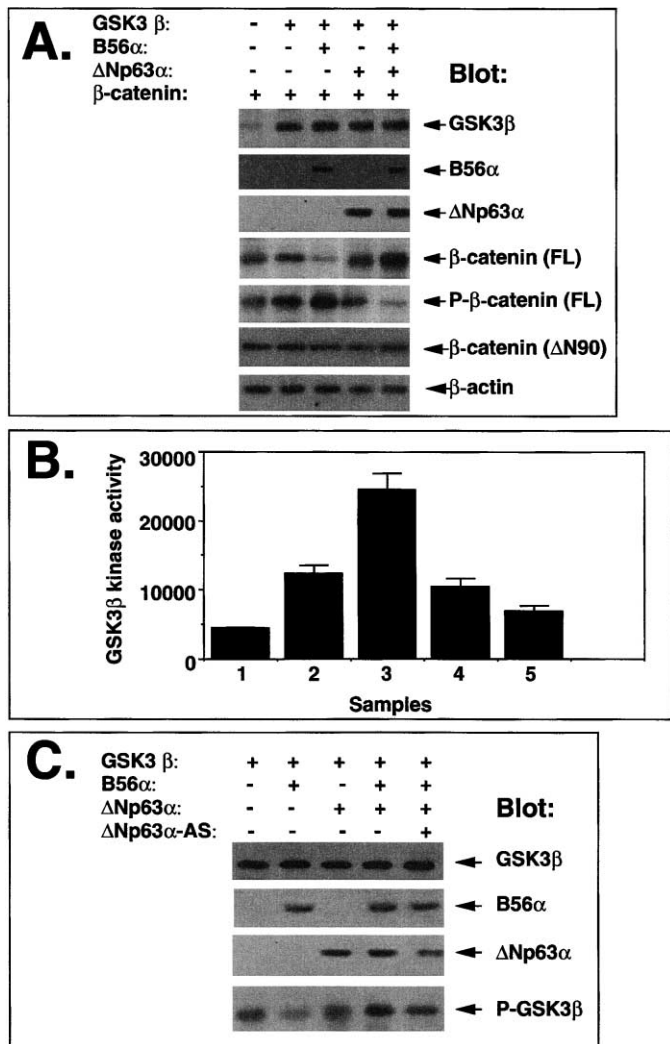 A.
GSK3 β: - + + + +
B56α: - - + - +
ΔNp63α: - - - + +
β-catenin: + + + + +
Blot:
GSK3β
B56α
ΔNp63α
β-catenin (FL)
P-β-catenin (FL)
β-catenin (ΔN90)
β-actin
B.
GSK3β kinase activity
30000
20000
10000
0
1 2 3 4 5
Samples
C.
GSK3 β: + + + + +
B56α: - + - + +
ΔNp63α: - - + + +
ΔNp63α-AS: - - - - +
Blot:
GSK3β
B56α
ΔNp63α
P-GSK3β